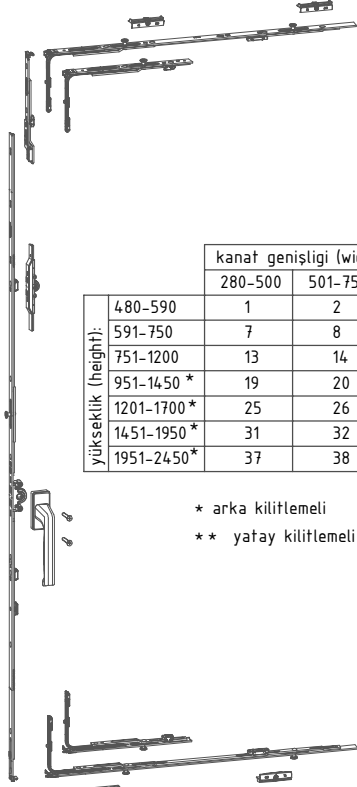 kanat genişligi (wi
280-500 501-75
yükseklik (height):
480-590 1 2
591-750 7 8
751-1200 13 14
951-1450 * 19 20
1201-1700 * 25 26
1451-1950 * 31 32
1951-2450* 37 38
* arka kilitlemeli
** yatay kilitlemeli